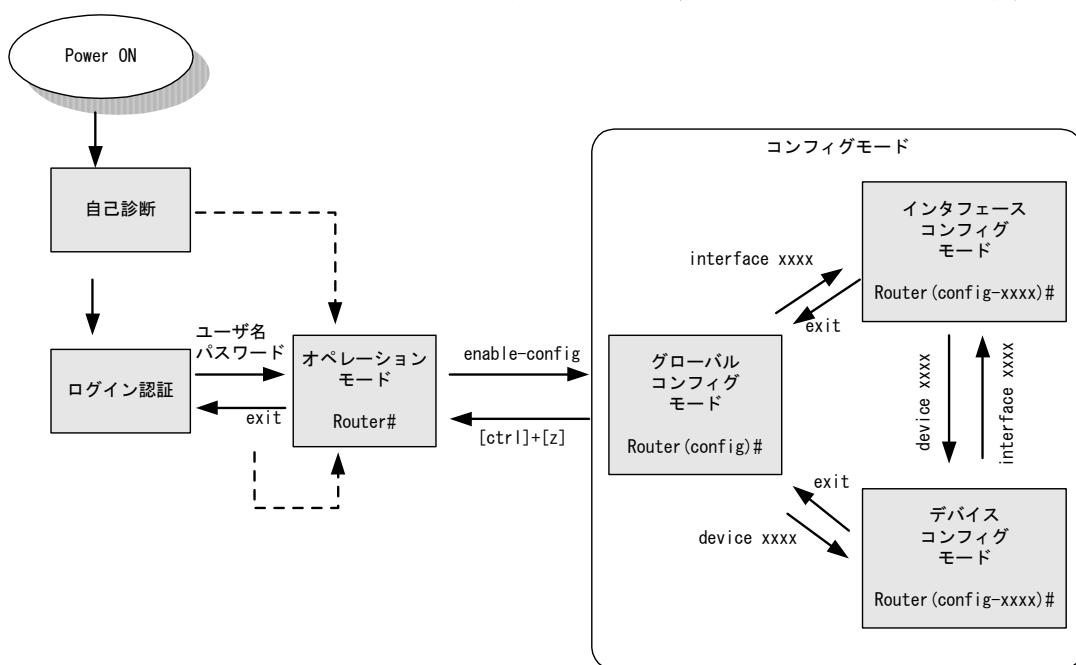 Power ON
自己診断
ログイン認証
ユーザ名
パスワード
exit
オペレーション
モード
Router#
enable-config
[ctrl]+[z]
コンフィグモード
グローバル
コンフィグ
モード
Router(config)#
interface xxxx
exit
インタフェース
コンフィグ
モード
Router(config-xxxx)#
device xxxx
interface xxxx
exit
device xxxx
デバイス
コンフィグ
モード
Router(config-xxxx)#